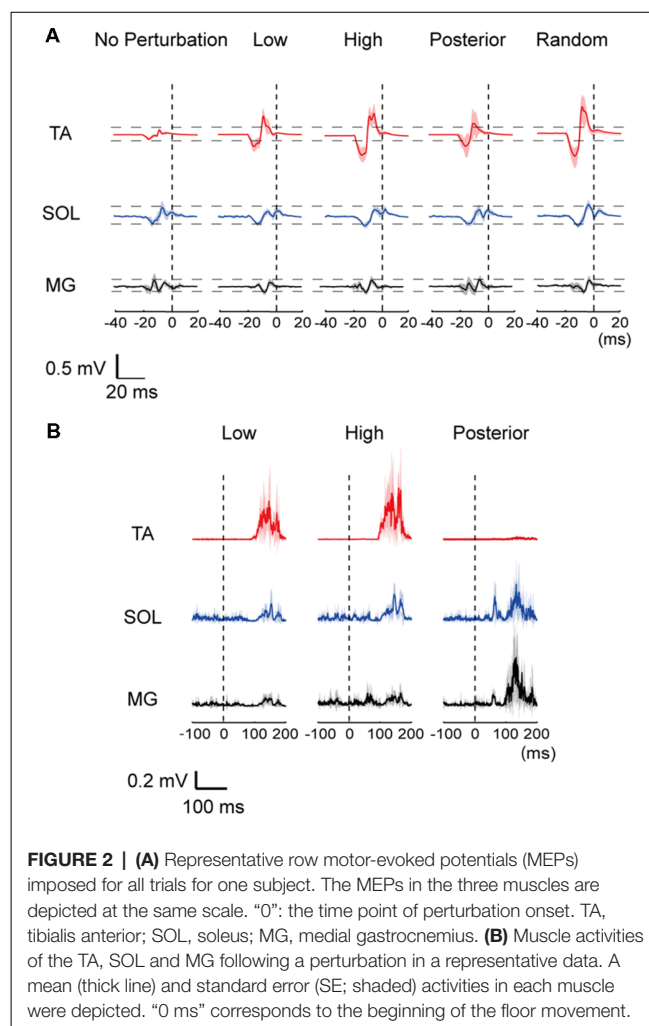 A
No Perturbation Low High Posterior Random
TA
SOL
MG
-40 -20 0 20 -40 -20 0 20 -40 -20 0 20 -40 -20 0 20 -40 -20 0 20
(ms)
0.5 mV
20 ms
B
Low High Posterior
TA
SOL
MG
-100 0 100 200 -100 0 100 200 -100 0 100 200
(ms)
0.2 mV
100 ms
FIGURE 2 | (A) Representative row motor-evoked potentials (MEPs)
imposed for all trials for one subject. The MEPs in the three muscles are
depicted at the same scale. “0”: the time point of perturbation onset. TA,
tibialis anterior; SOL, soleus; MG, medial gastrocnemius. (B) Muscle activities
of the TA, SOL and MG following a perturbation in a representative data. A
mean (thick line) and standard error (SE; shaded) activities in each muscle
were depicted. “0 ms” corresponds to the beginning of the floor movement.